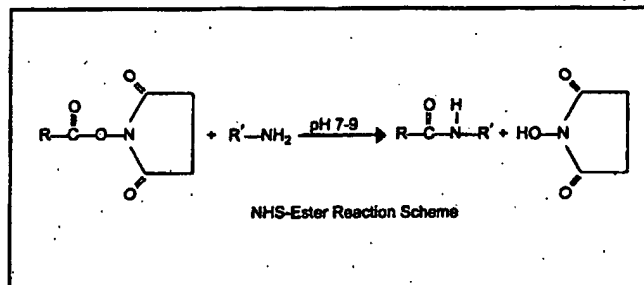 R—C—O—N + R'—NH₂ pH 7-9 R—C—N—R' + HO—N
O O O O H O O
NHS-Ester Reaction Scheme